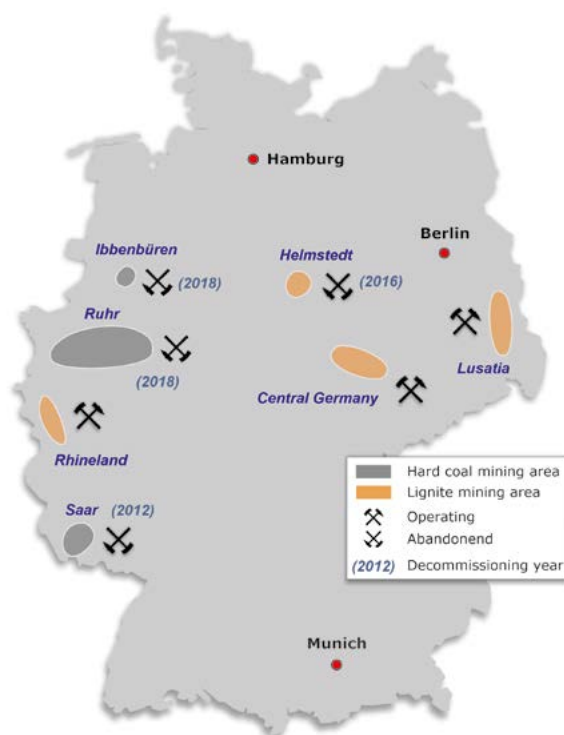 Hamburg
Berlin
Ibbenbüren
(2018)
Helmstedt
(2016)
Ruhr
(2018)
Lusatia
Central Germany
Rhineland
Saar
(2012)
Hard coal mining area
Lignite mining area
Operating
Abandonend
(2012) Decommissioning year
Munich